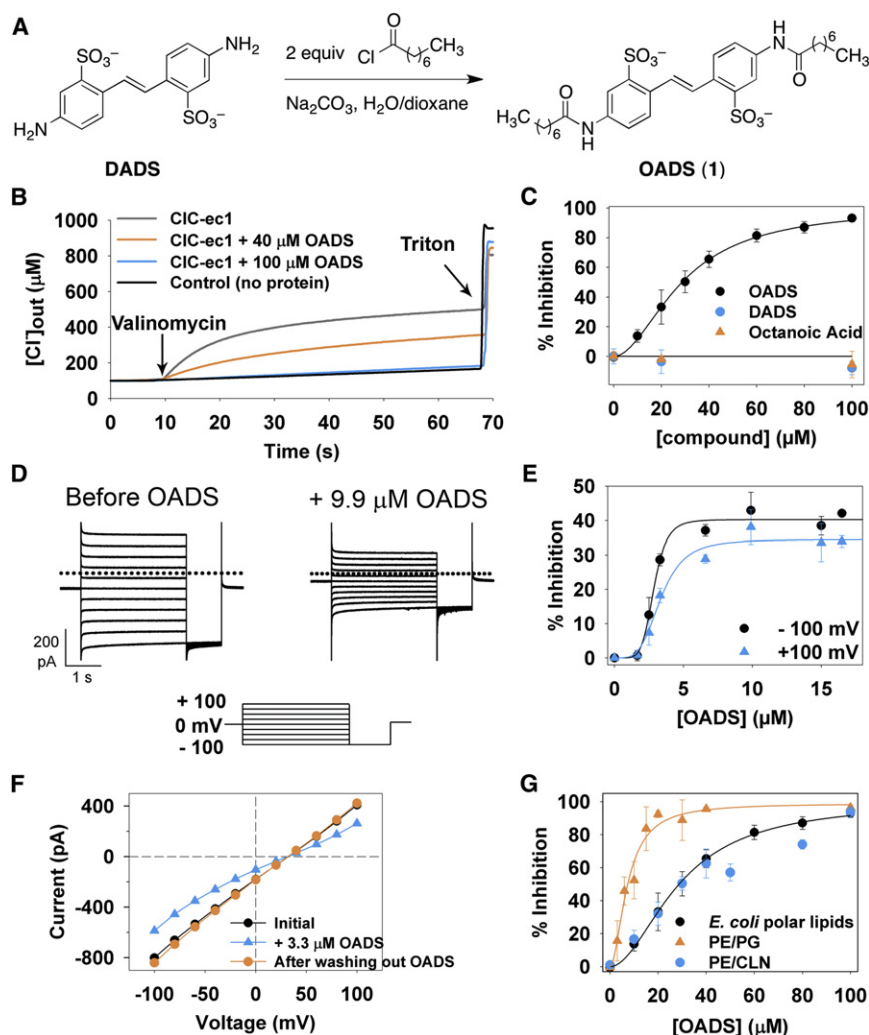 A
SO₃⁻
NH₂
H₂N
SO₃⁻
DADS
2 equiv
O
Cl
CH₃
6
Na₂CO₃, H₂O/dioxane
H
N
6
CH₃
O
SO₃⁻
SO₃⁻
O
H₃C
6
N
H
OADS (1)
B
[Cl]out (µM)
1000
800
600
400
200
0
ClC-ec1
ClC-ec1 + 40 µM OADS
ClC-ec1 + 100 µM OADS
Control (no protein)
Triton
Valinomycin
0 10 20 30 40 50 60 70
Time (s)
C
% Inhibition
100
80
60
40
20
0
OADS
DADS
Octanoic Acid
0 20 40 60 80 100
[compound] (µM)
D
Before OADS
+ 9.9 µM OADS
200
pA
1 s
+ 100
0 mV
- 100
E
% Inhibition
50
40
30
20
10
0
- 100 mV
+100 mV
0 5 10 15
[OADS] (µM)
F
Current (pA)
400
0
-400
-800
Initial
+ 3.3 µM OADS
After washing out OADS
-100 -50 0 50 100
Voltage (mV)
G
% Inhibition
100
80
60
40
20
0
E. coli polar lipids
PE/PG
PE/CLN
0 20 40 60 80 100
[OADS] (µM)